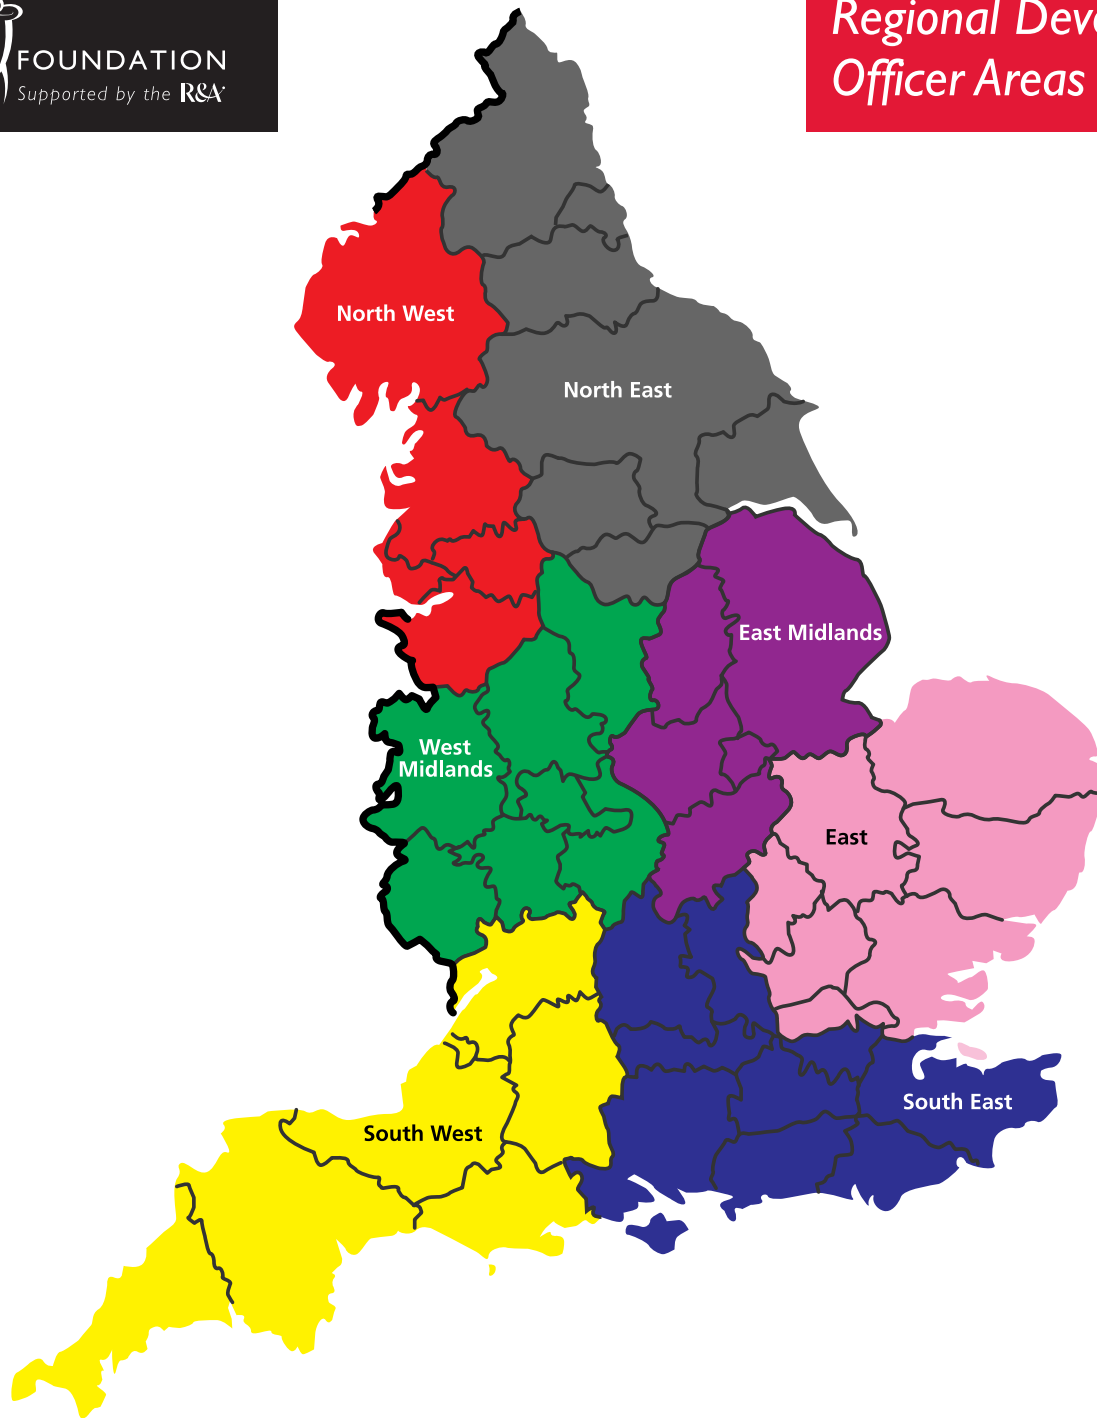 FOUNDATION
Supported by the R&A
Regional Deve
Officer Areas
North West
North East
East Midlands
West
Midlands
East
South East
South West